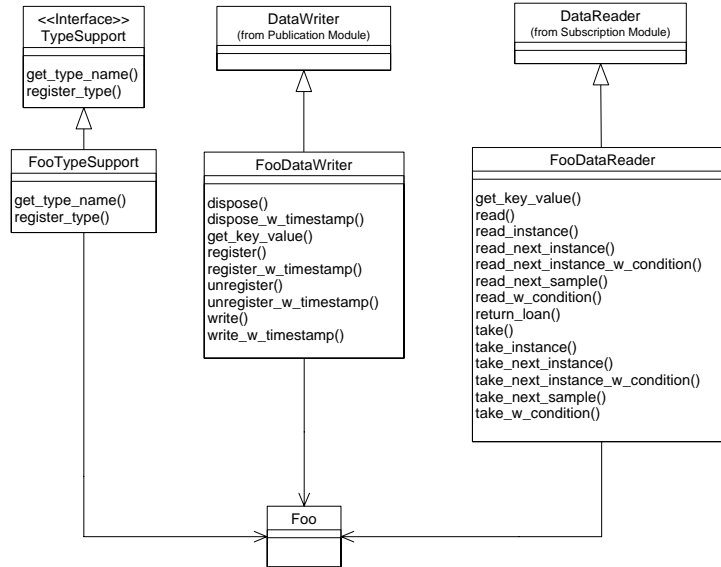 <<Interface>>
TypeSupport
get_type_name()
register_type()
DataWriter
(from Publication Module)
DataReader
(from Subscription Module)
FooTypeSupport
get_type_name()
register_type()
FooDataWriter
dispose()
dispose_w_timestamp()
get_key_value()
register()
register_w_timestamp()
unregister()
unregister_w_timestamp()
write()
write_w_timestamp()
FooDataReader
get_key_value()
read()
read_instance()
read_next_instance()
read_next_instance_w_condition()
read_next_sample()
read_w_condition()
return_loan()
take()
take_instance()
take_next_instance()
take_next_instance_w_condition()
take_next_sample()
take_w_condition()
Foo